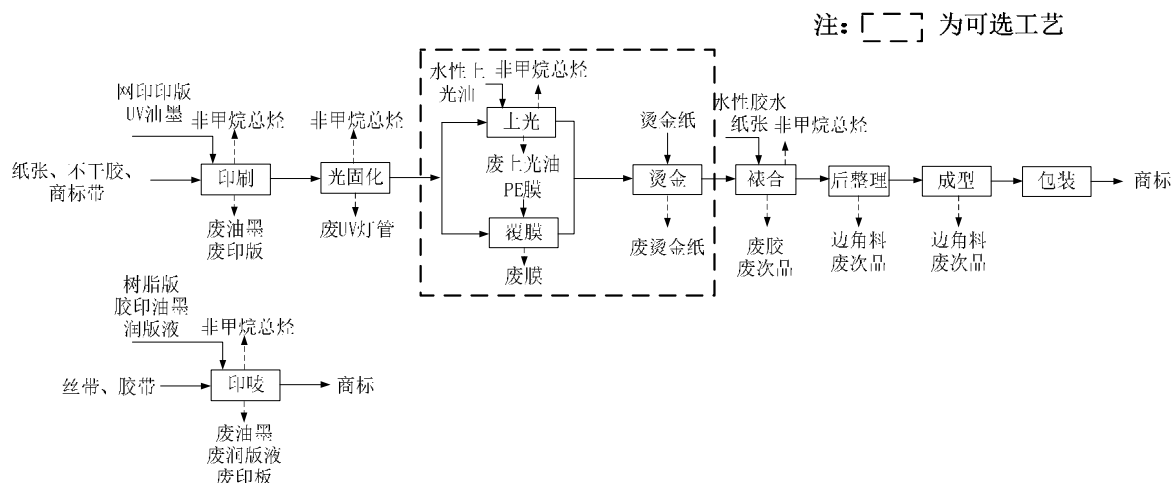 注：
为可选工艺
网印印版
UV油墨
非甲烷总烃
纸张、不干胶、
商标带
印刷
废油墨
废印版
非甲烷总烃
光固化
废UV灯管
水性上
光油
非甲烷总烃
上光
废上光油
PE膜
覆膜
废膜
烫金纸
烫金
废烫金纸
水性胶水
纸张
非甲烷总烃
裱合
废胶
废次品
后整理
边角料
废次品
成型
边角料
废次品
包装
商标
树脂版
胶印油墨
润版液
非甲烷总烃
丝带、胶带
印唛
商标
废油墨
废润版液
废印板